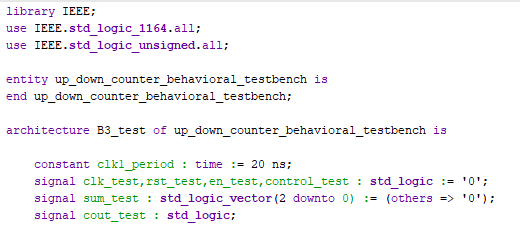 library IEEE;
use IEEE.std_logic_1164.all;
use IEEE.std_logic_unsigned.all;
entity up_down_counter_behavioral_testbench is
end up_down_counter_behavioral_testbench;
architecture B3_test of up_down_counter_behavioral_testbench is
constant clk1_period : time := 20 ns;
signal clk_test,rst_test,en_test,control_test : std_logic := '0';
signal sum_test : std_logic_vector(2 downto 0) := (others => '0');
signal cout_test : std_logic;